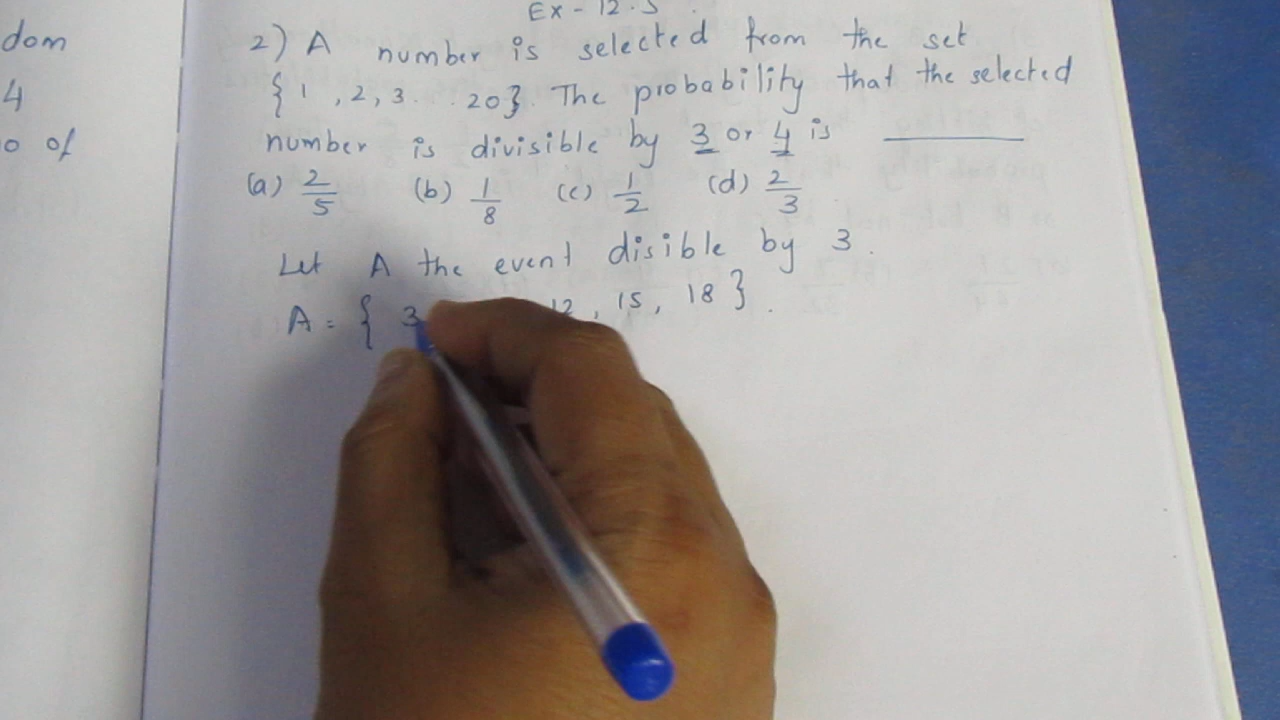 dom
4
o of
Ex - 12.5
2) A number is selected from the set
{1, 2, 3 . . 20}. The probability that the selected
number is divisible by 3 or 4 is ______
(a) 2/5 (b) 1/8 (c) 1/2 (d) 2/3
Let A the event disible by 3.
A = { 3 12, 15, 18 }.